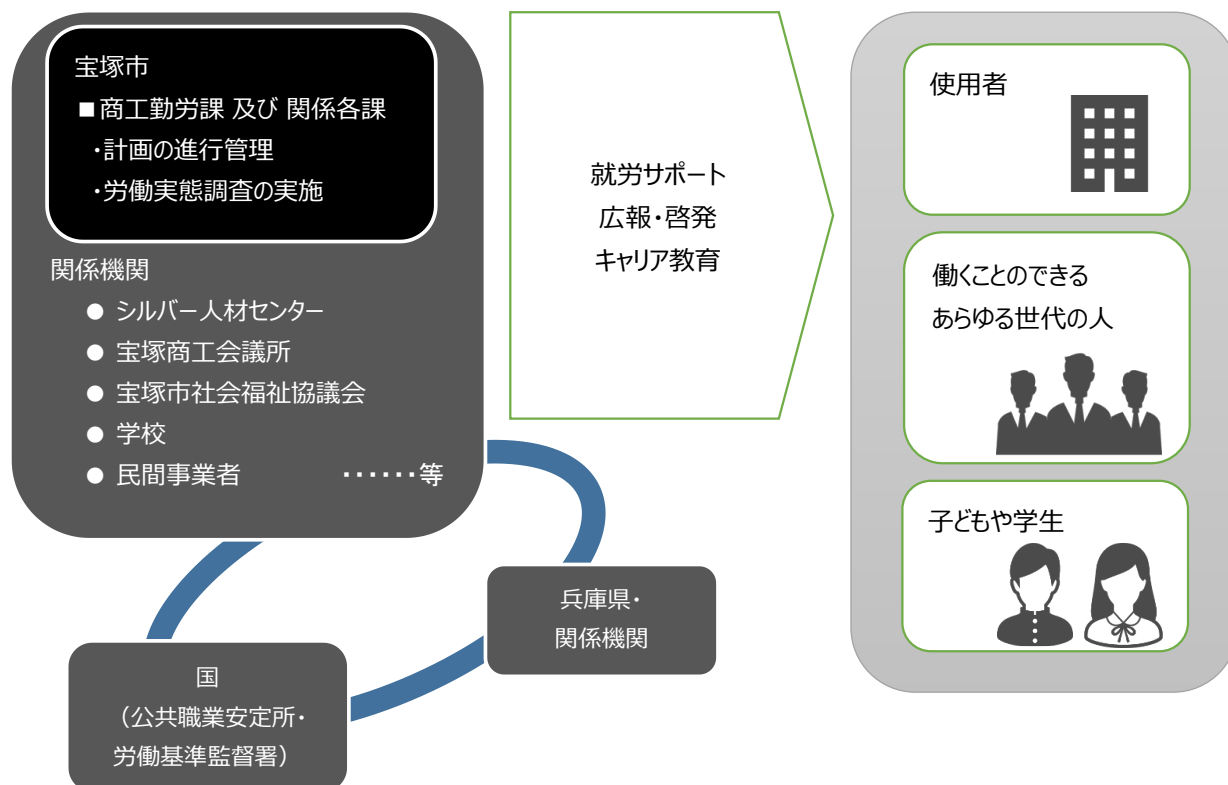 宝塚市
■商工勤労課 及び 関係各課
・計画の進行管理
・労働実態調査の実施
関係機関
● シルバー人材センター
● 宝塚商工会議所
● 宝塚市社会福祉協議会
● 学校
● 民間事業者 ・・・・・・等
就労サポート
広報・啓発
キャリア教育
使用者
働くことのできる
あらゆる世代の人
子どもや学生
兵庫県・
関係機関
国
（公共職業安定所・
労働基準監督署）